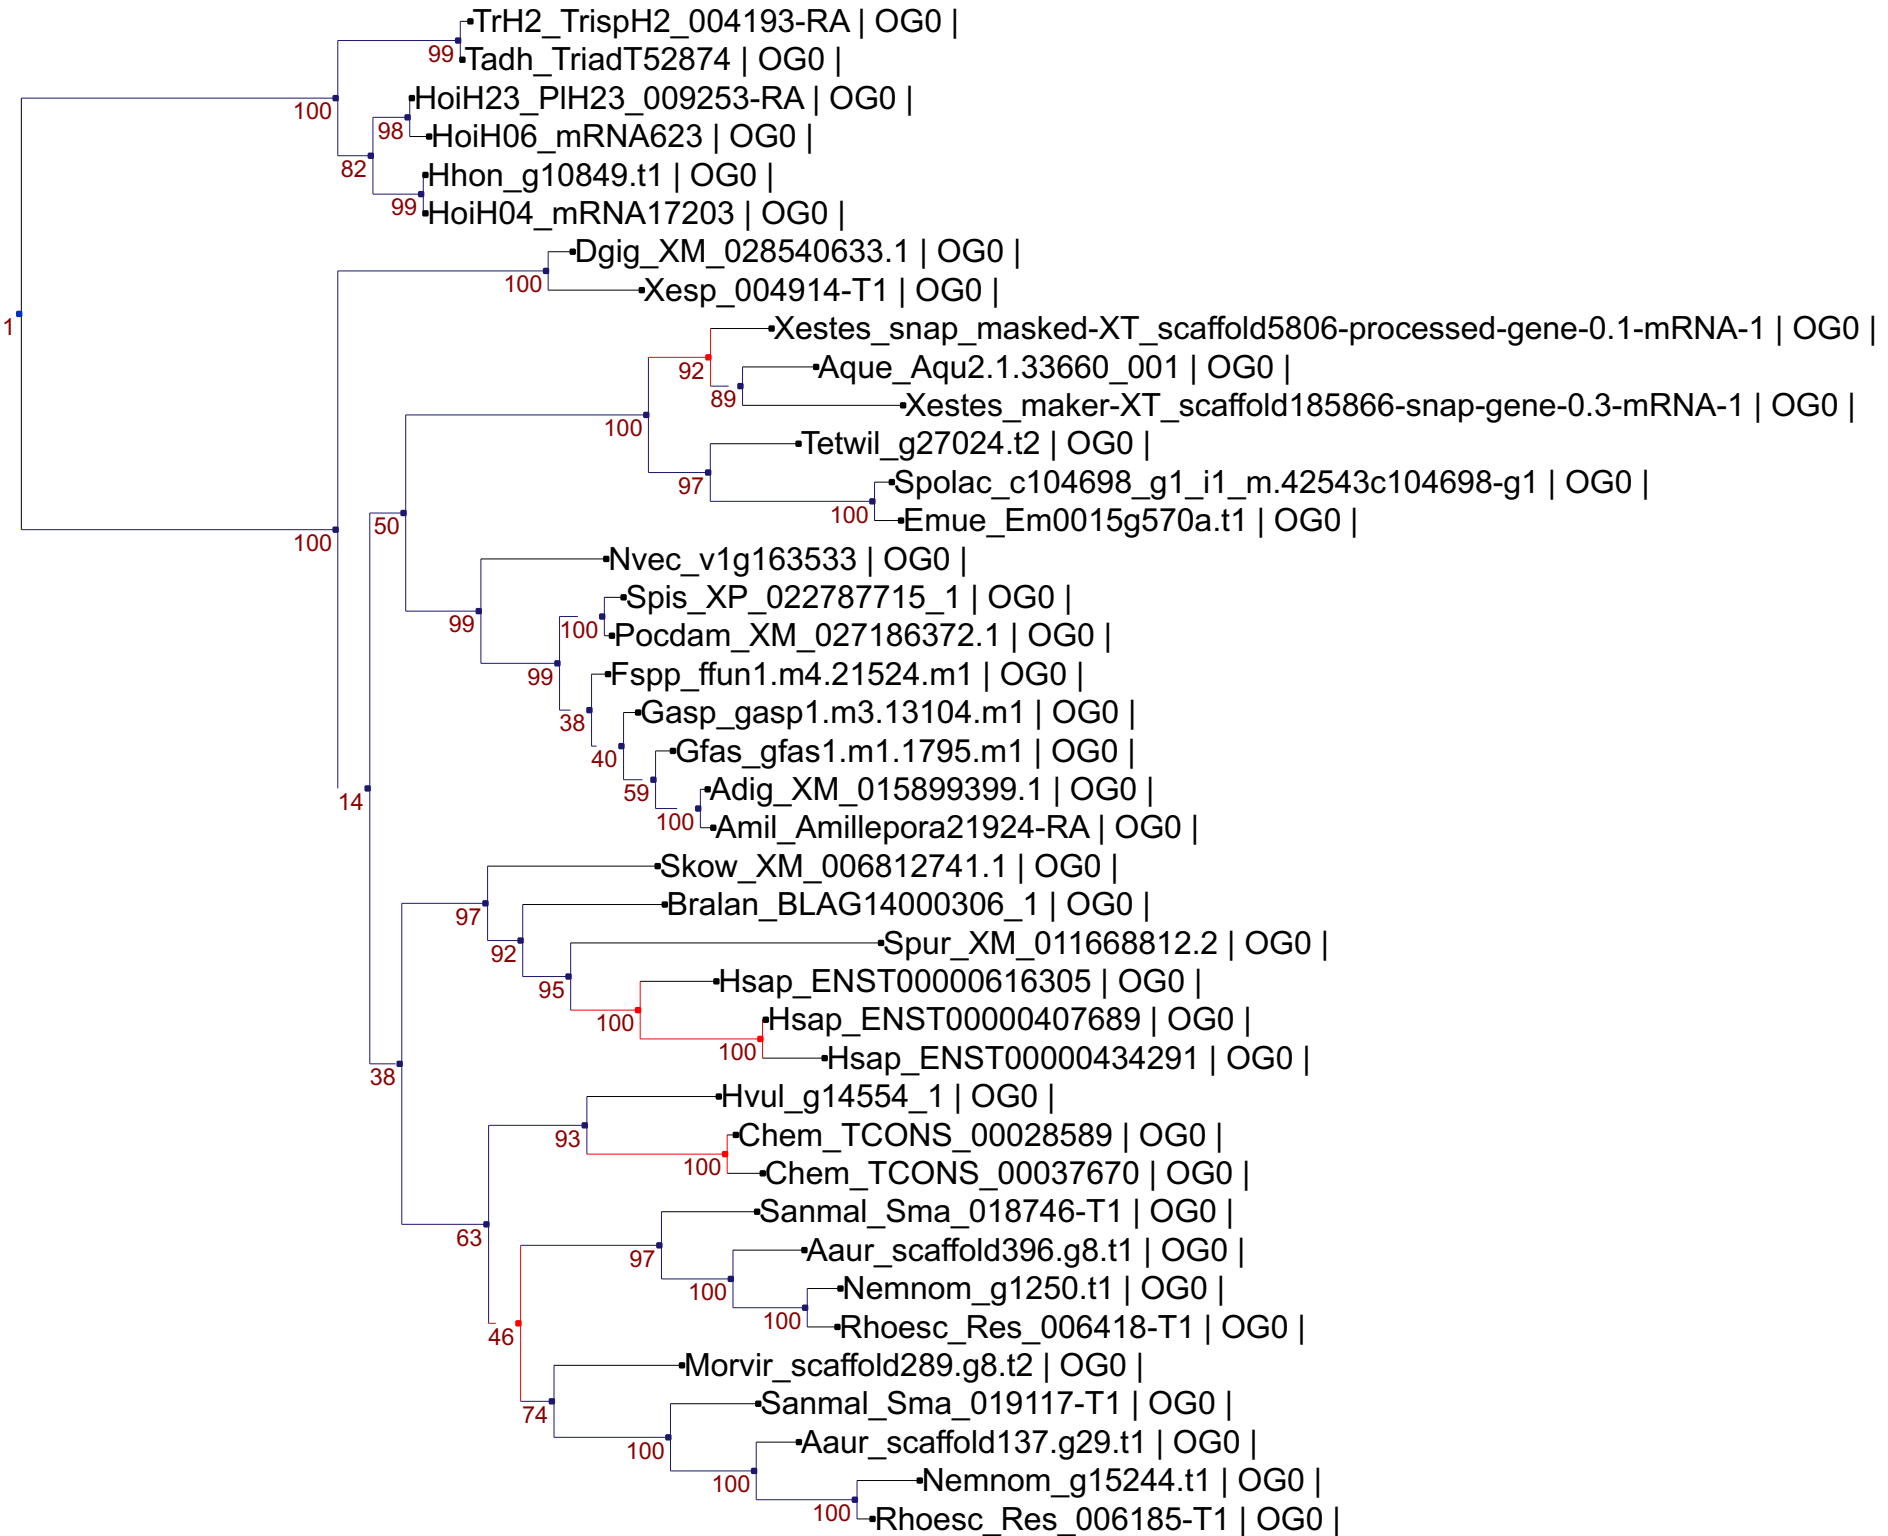 TrH2_TrispH2_004193-RA | OG0 |
99
Tadh_TriadT52874 | OG0 |
HoiH23_PlH23_009253-RA | OG0 |
100
98
HoiH06_mRNA623 | OG0 |
82
Hhon_g10849.t1 | OG0 |
99
HoiH04_mRNA17203 | OG0 |
Dgig_XM_028540633.1 | OG0 |
100
Xesp_004914-T1 | OG0 |
1
Xestes_snap_masked-XT_scaffold5806-processed-gene-0.1-mRNA-1 | OG0 |
92
Aque_Aqu2.1.33660_001 | OG0 |
89
Xestes_maker-XT_scaffold185866-snap-gene-0.3-mRNA-1 | OG0 |
100
Tetwil_g27024.t2 | OG0 |
97
Spolac_c104698_g1_i1_m.42543c104698-g1 | OG0 |
100
Emue_Em0015g570a.t1 | OG0 |
50
100
Nvec_v1g163533 | OG0 |
Spis_XP_022787715_1 | OG0 |
99
100
Pocdam_XM_027186372.1 | OG0 |
99
Fspp_ffun1.m4.21524.m1 | OG0 |
38
Gasp_gasp1.m3.13104.m1 | OG0 |
40
Gfas_gfas1.m1.1795.m1 | OG0 |
59
Adig_XM_015899399.1 | OG0 |
14
100
Amil_Amillepora21924-RA | OG0 |
Skow_XM_006812741.1 | OG0 |
97
Bralan_BLAG14000306_1 | OG0 |
92
Spur_XM_011668812.2 | OG0 |
95
Hsap_ENST00000616305 | OG0 |
100
Hsap_ENST00000407689 | OG0 |
100
Hsap_ENST00000434291 | OG0 |
38
Hvul_g14554_1 | OG0 |
93
Chem_TCONS_00028589 | OG0 |
100
Chem_TCONS_00037670 | OG0 |
63
Sanmal_Sma_018746-T1 | OG0 |
97
Aaur_scaffold396.g8.t1 | OG0 |
100
Nemnom_g1250.t1 | OG0 |
100
Rhoesc_Res_006418-T1 | OG0 |
46
Morvir_scaffold289.g8.t2 | OG0 |
74
Sanmal_Sma_019117-T1 | OG0 |
100
Aaur_scaffold137.g29.t1 | OG0 |
100
Nemnom_g15244.t1 | OG0 |
100
Rhoesc_Res_006185-T1 | OG0 |